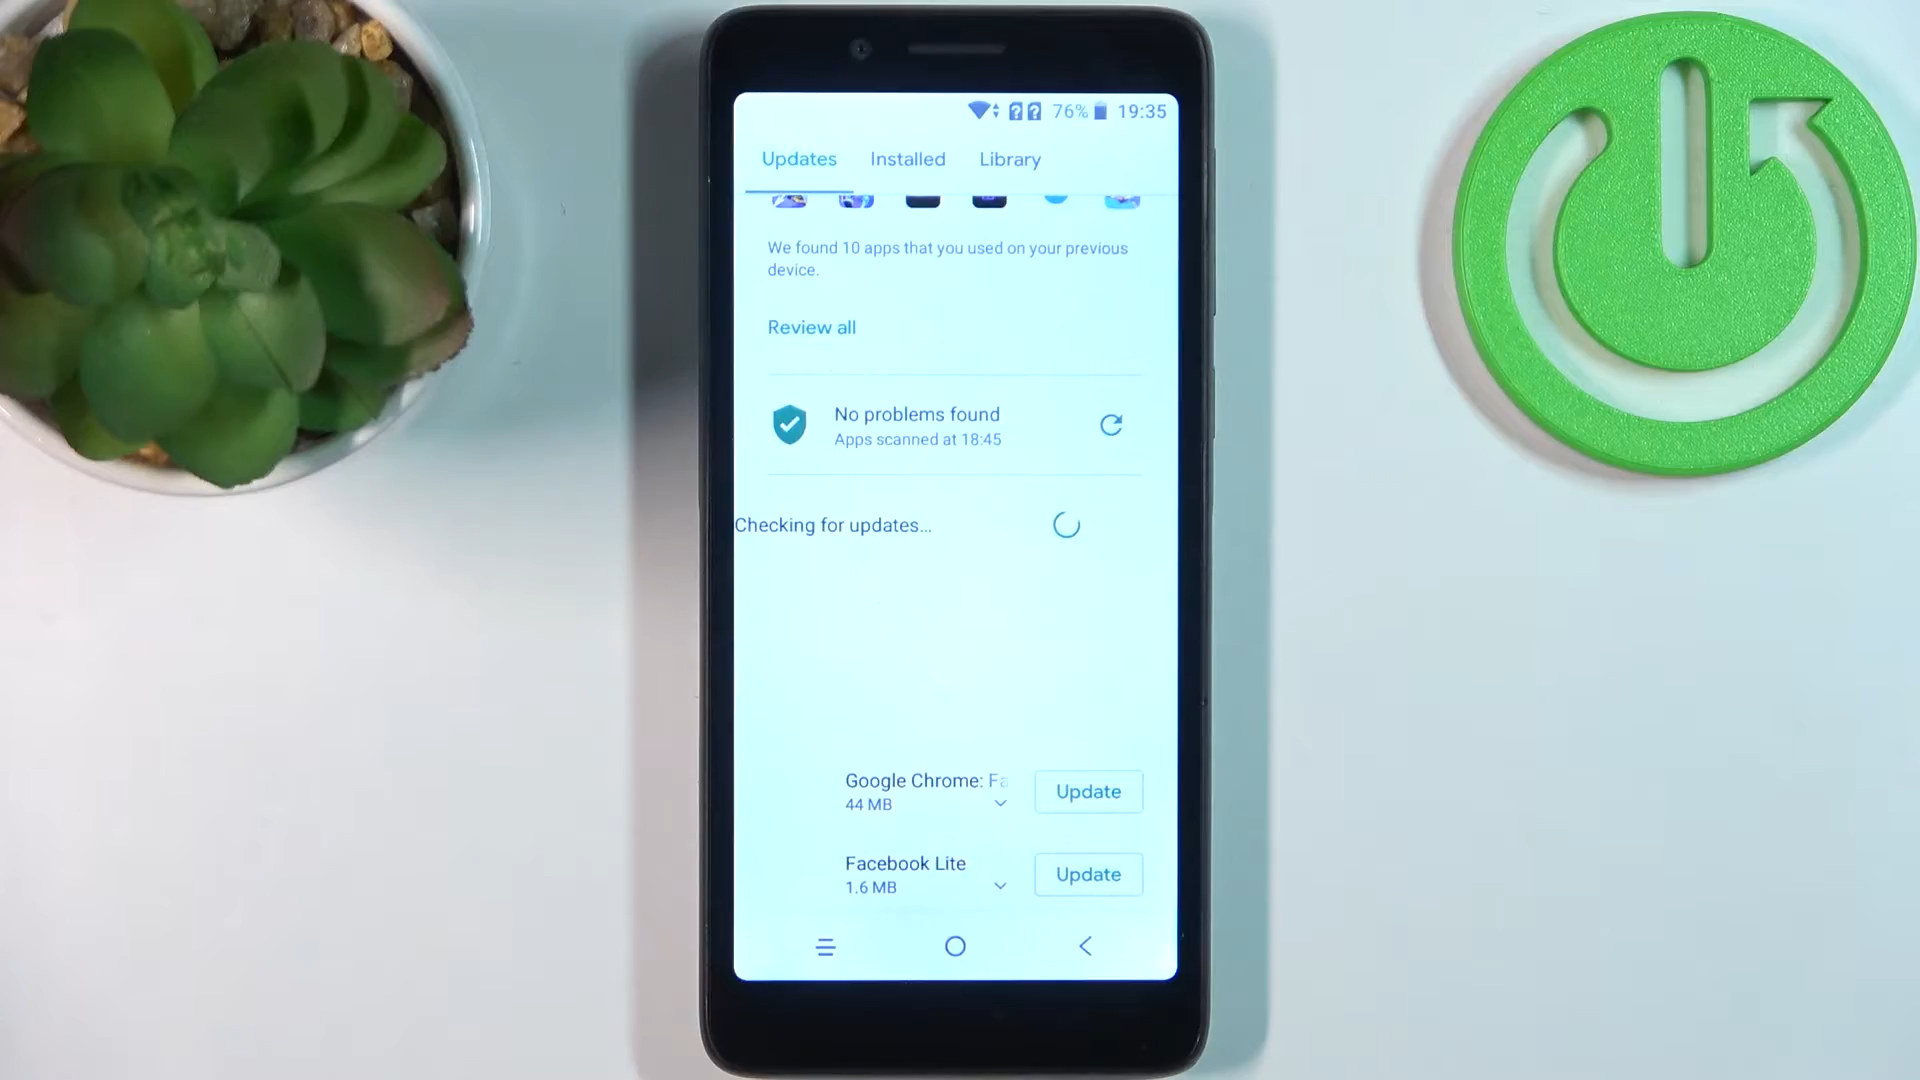 76% 19:35
Updates Installed Library
We found 10 apps that you used on your previous
device.
Review all
No problems found
Apps scanned at 18:45
Checking for updates...
Google Chrome: Fa
44 MB
Update
Facebook Lite
1.6 MB
Update